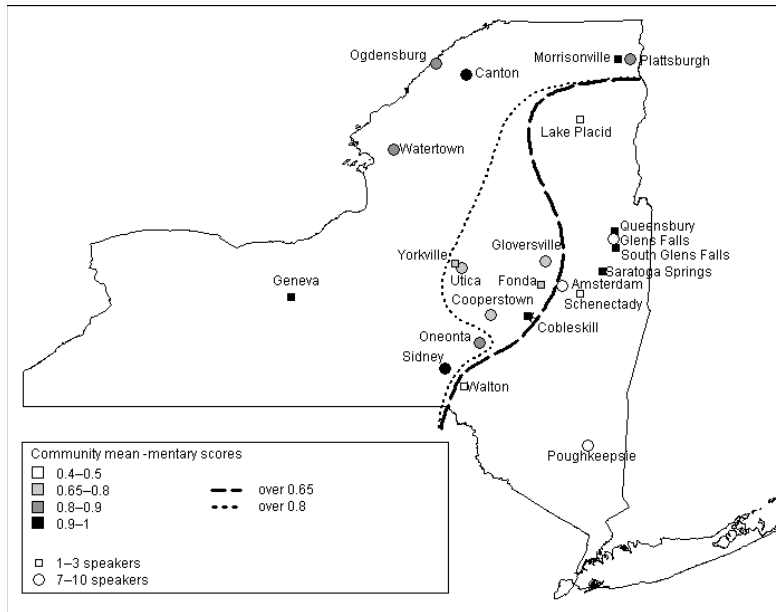 Ogdensburg
Canton
Morrisonville
Plattsburgh
Lake Placid
Watertown
Queensbury
Glens Falls
South Glens Falls
Yorkville
Gloversville
Saratoga Springs
Geneva
Utica
Fonda
Amsterdam
Cooperstown
Schenectady
Cobleskill
Oneonta
Sidney
Walton
Poughkeepsie
Community mean -mentary scores
0.4–0.5
0.65–0.8
over 0.65
0.8–0.9
over 0.8
0.9–1
1–3 speakers
7–10 speakers